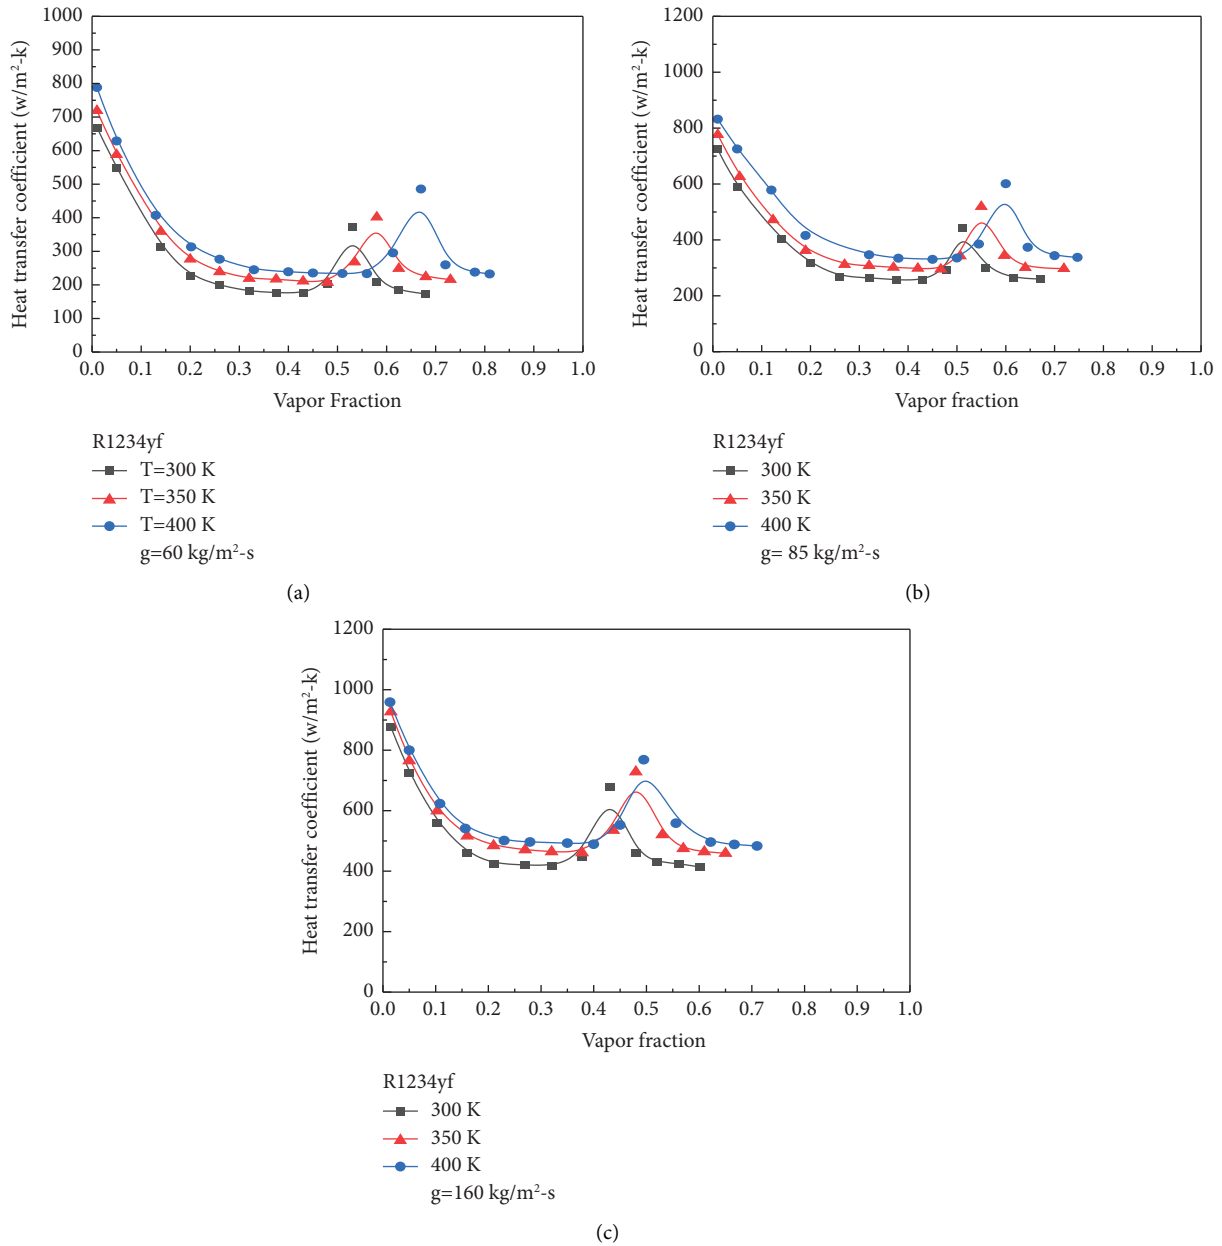 1000
900
800
700
600
500
400
300
200
100
0
Heat transfer coefficient (w/m²-k)
0.0 0.1 0.2 0.3 0.4 0.5 0.6 0.7 0.8 0.9 1.0
Vapor Fraction
R1234yf
T=300 K
T=350 K
T=400 K
g=60 kg/m²-s
(a)
1200
1000
800
600
400
200
0
Heat transfer coefficient (w/m²-k)
0.0 0.1 0.2 0.3 0.4 0.5 0.6 0.7 0.8 0.9 1.0
Vapor fraction
R1234yf
300 K
350 K
400 K
g= 85 kg/m²-s
(b)
1200
1000
800
600
400
200
0
Heat transfer coefficient (w/m²-k)
0.0 0.1 0.2 0.3 0.4 0.5 0.6 0.7 0.8 0.9 1.0
Vapor fraction
R1234yf
300 K
350 K
400 K
g=160 kg/m²-s
(c)